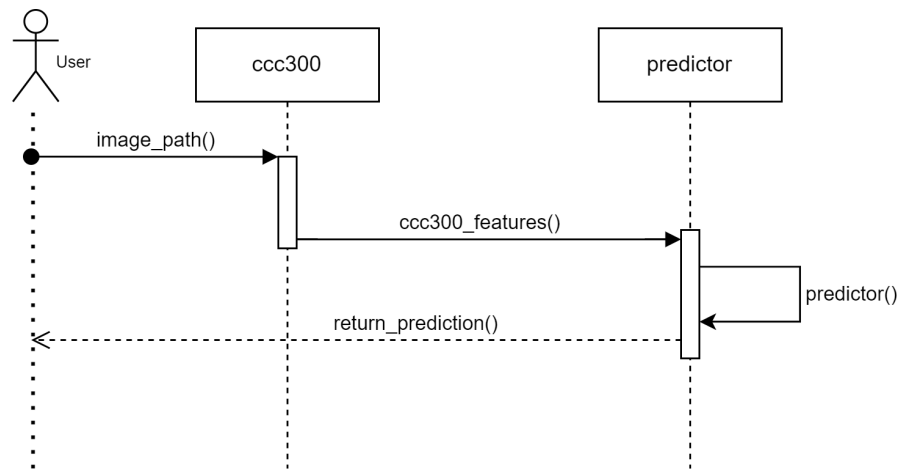 User
ccc300
predictor
image_path()
ccc300_features()
predictor()
return_prediction()